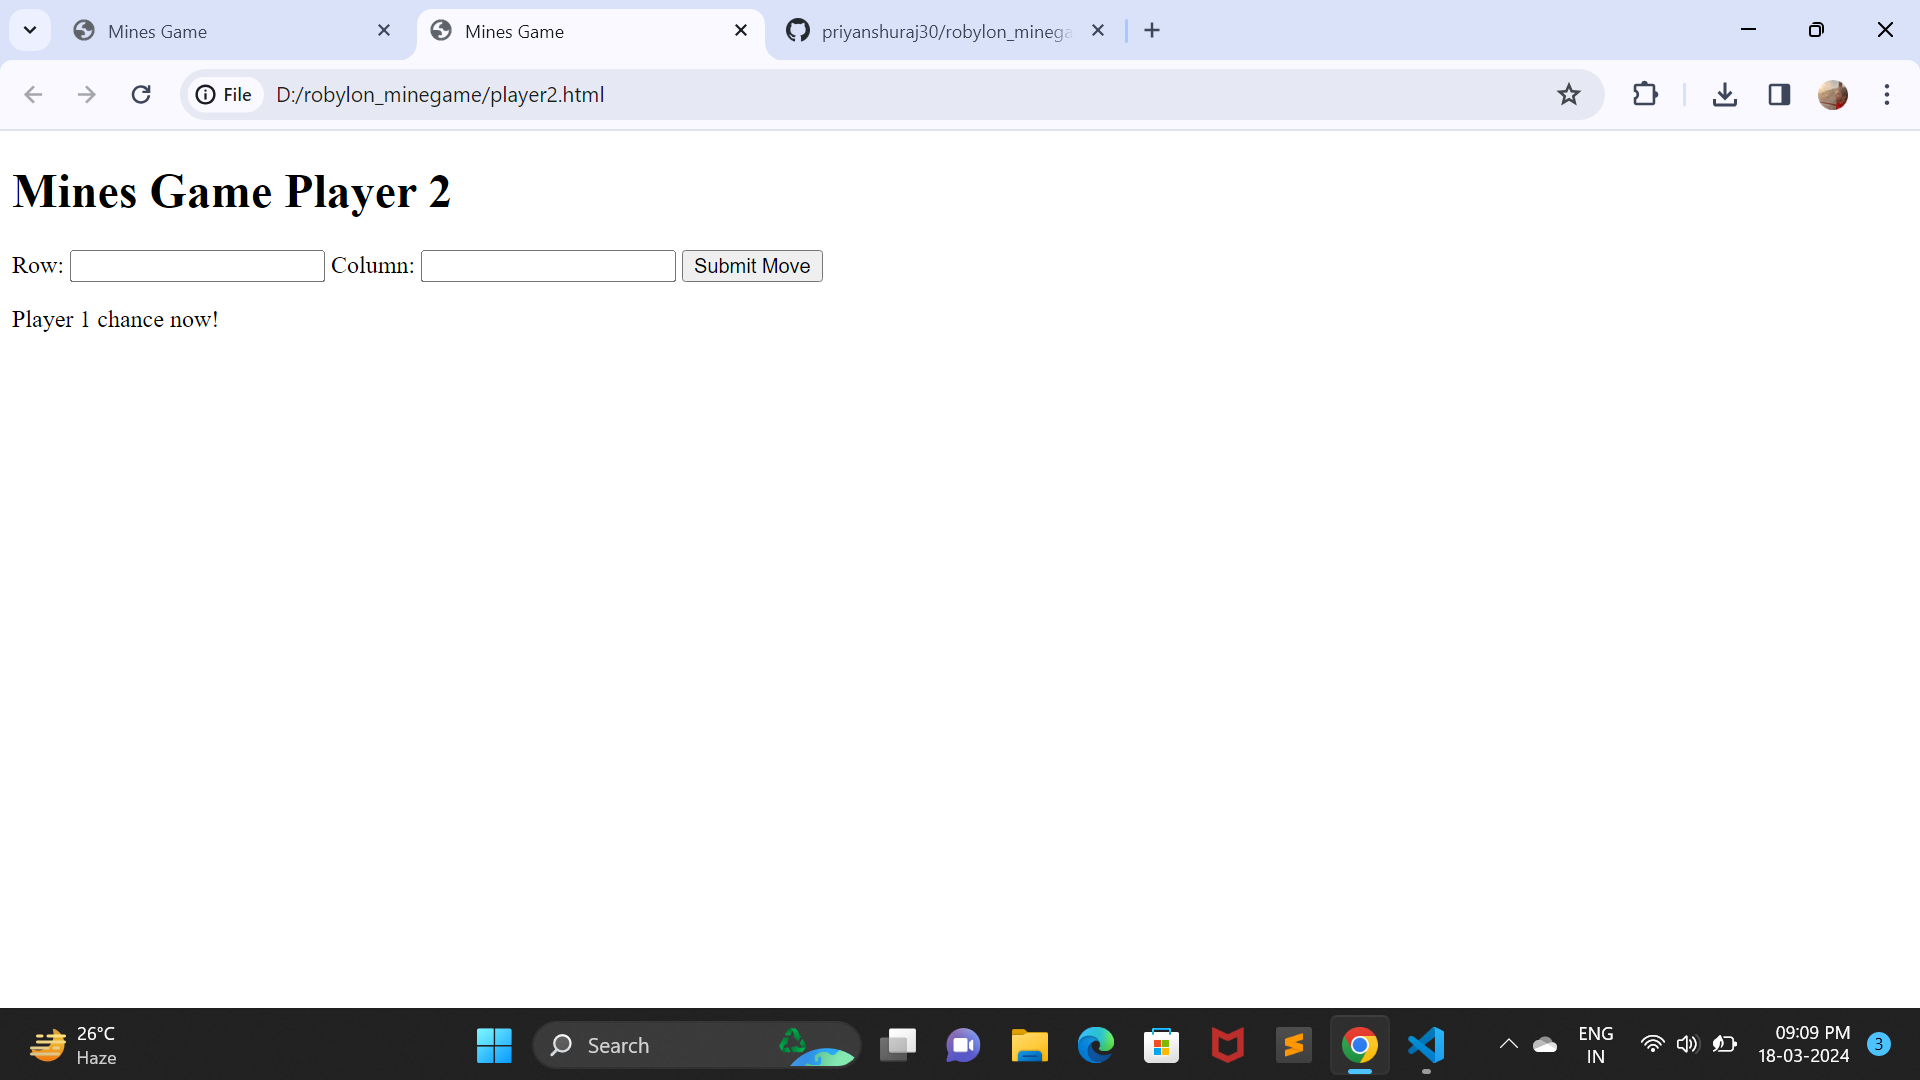 Mines Game
Mines Game
priyanshuraj30/robylon_minega
File
D:/robylon_minegame/player2.html
Mines Game Player 2
Row:
Column:
Submit Move
Player 1 chance now!
26°C
Haze
Search
ENG
IN
09:09 PM
18-03-2024
3